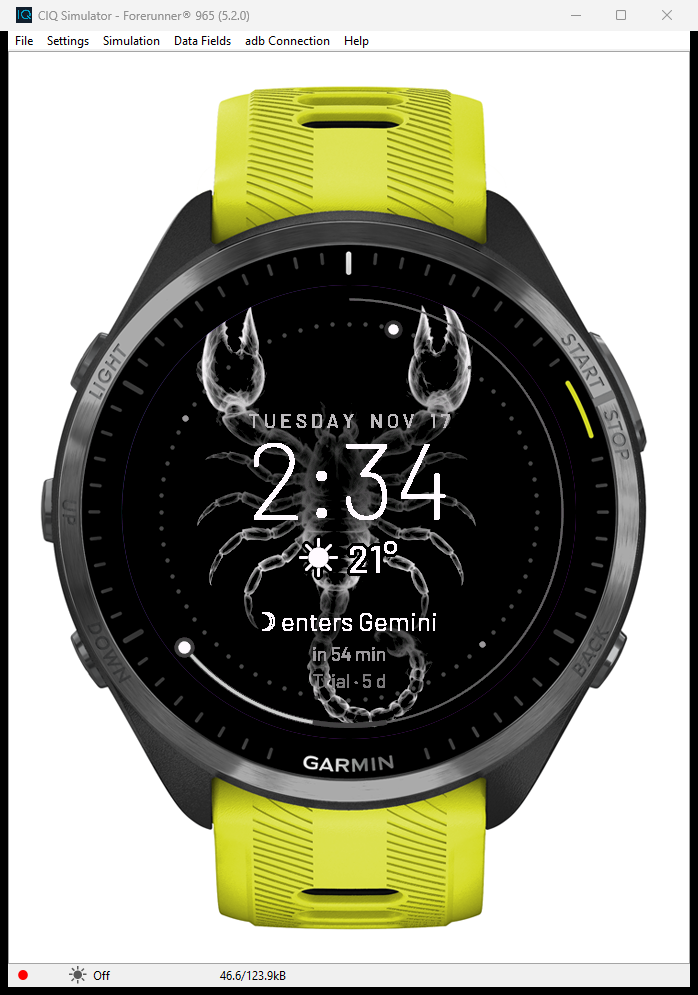 CIQ Simulator - Forerunner® 965 (5.2.0)
File Settings Simulation Data Fields adb Connection Help
LIGHT
START
STOP
UP
DOWN
BACK
TUESDAY NOV 17
2:34
21°
enters Gemini
in 54 min
Trial · 5 d
GARMIN
Off
46.6/123.9kB